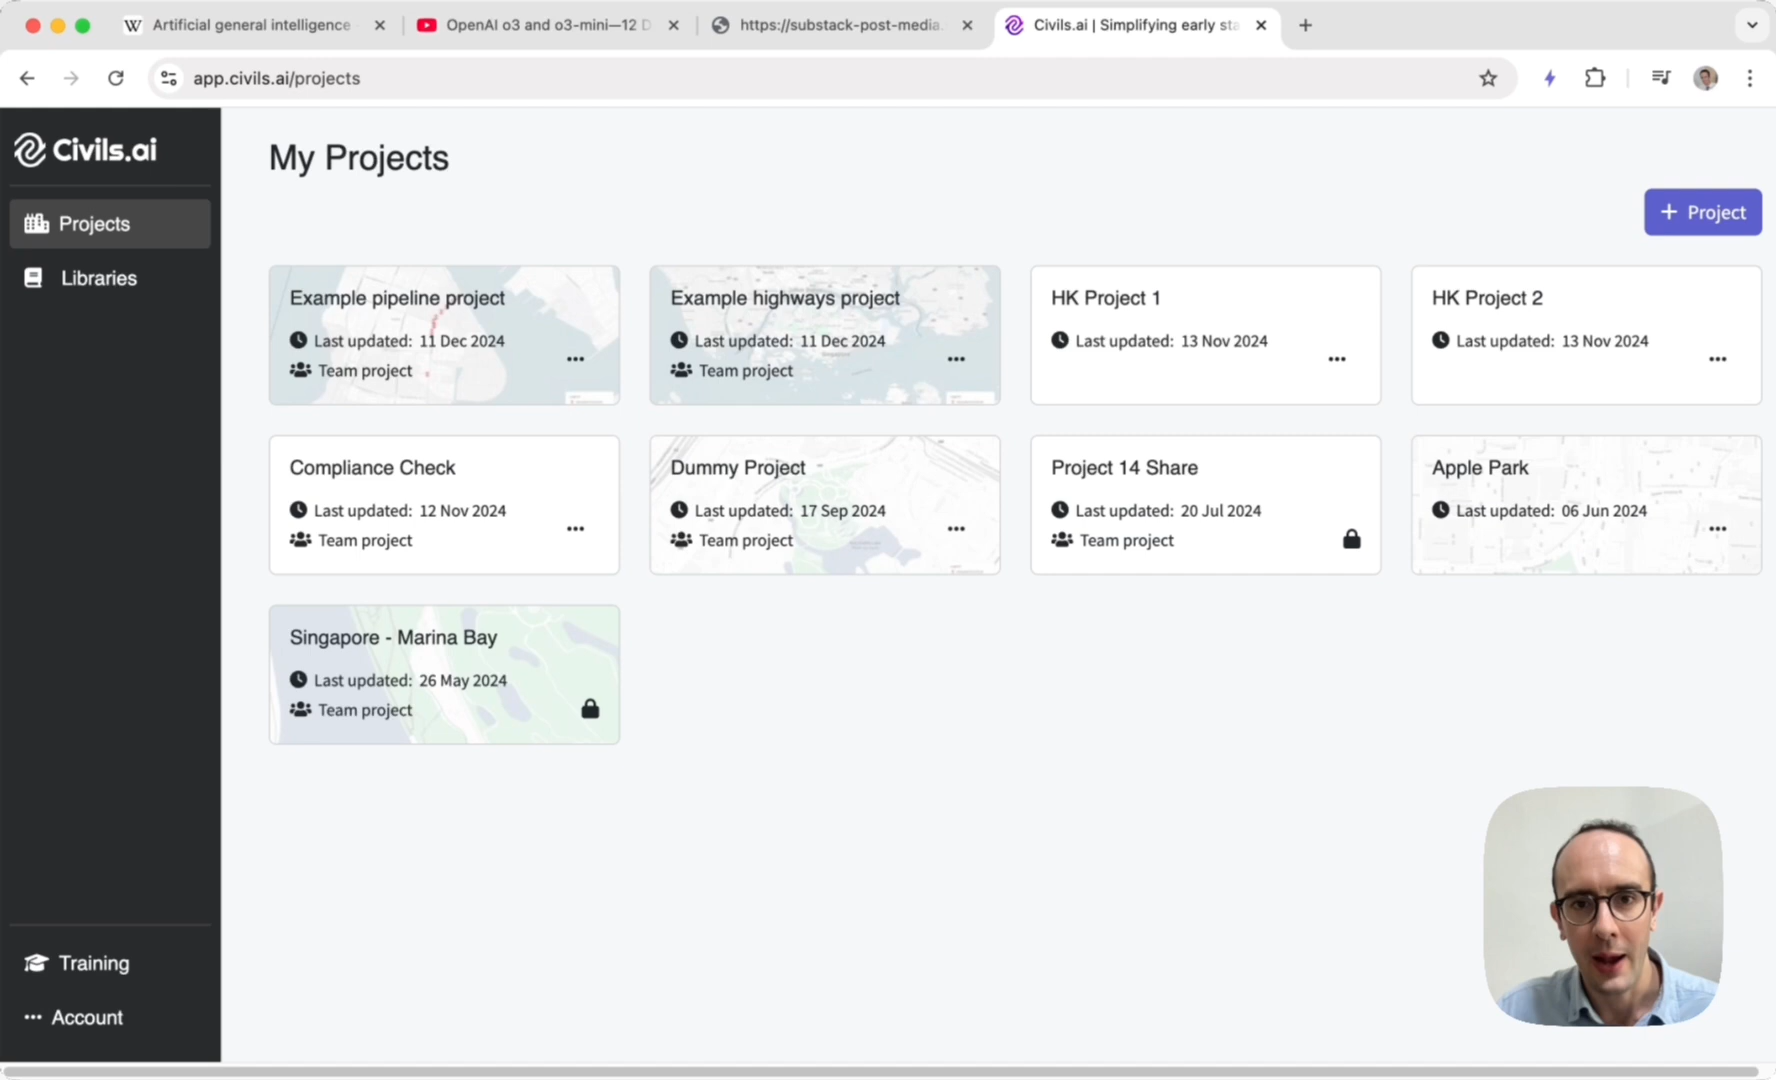 Artificial general intelligence
OpenAI o3 and o3-mini—12 D
https://substack-post-media.
Civils.ai | Simplifying early sta
app.civils.ai/projects
Civils.ai
Projects
Libraries
Training
Account
My Projects
+ Project
Example pipeline project
Last updated: 11 Dec 2024
Team project
Example highways project
Last updated: 11 Dec 2024
Team project
HK Project 1
Last updated: 13 Nov 2024
HK Project 2
Last updated: 13 Nov 2024
Compliance Check
Last updated: 12 Nov 2024
Team project
Dummy Project
Last updated: 17 Sep 2024
Team project
Project 14 Share
Last updated: 20 Jul 2024
Team project
Apple Park
Last updated: 06 Jun 2024
Singapore - Marina Bay
Last updated: 26 May 2024
Team project